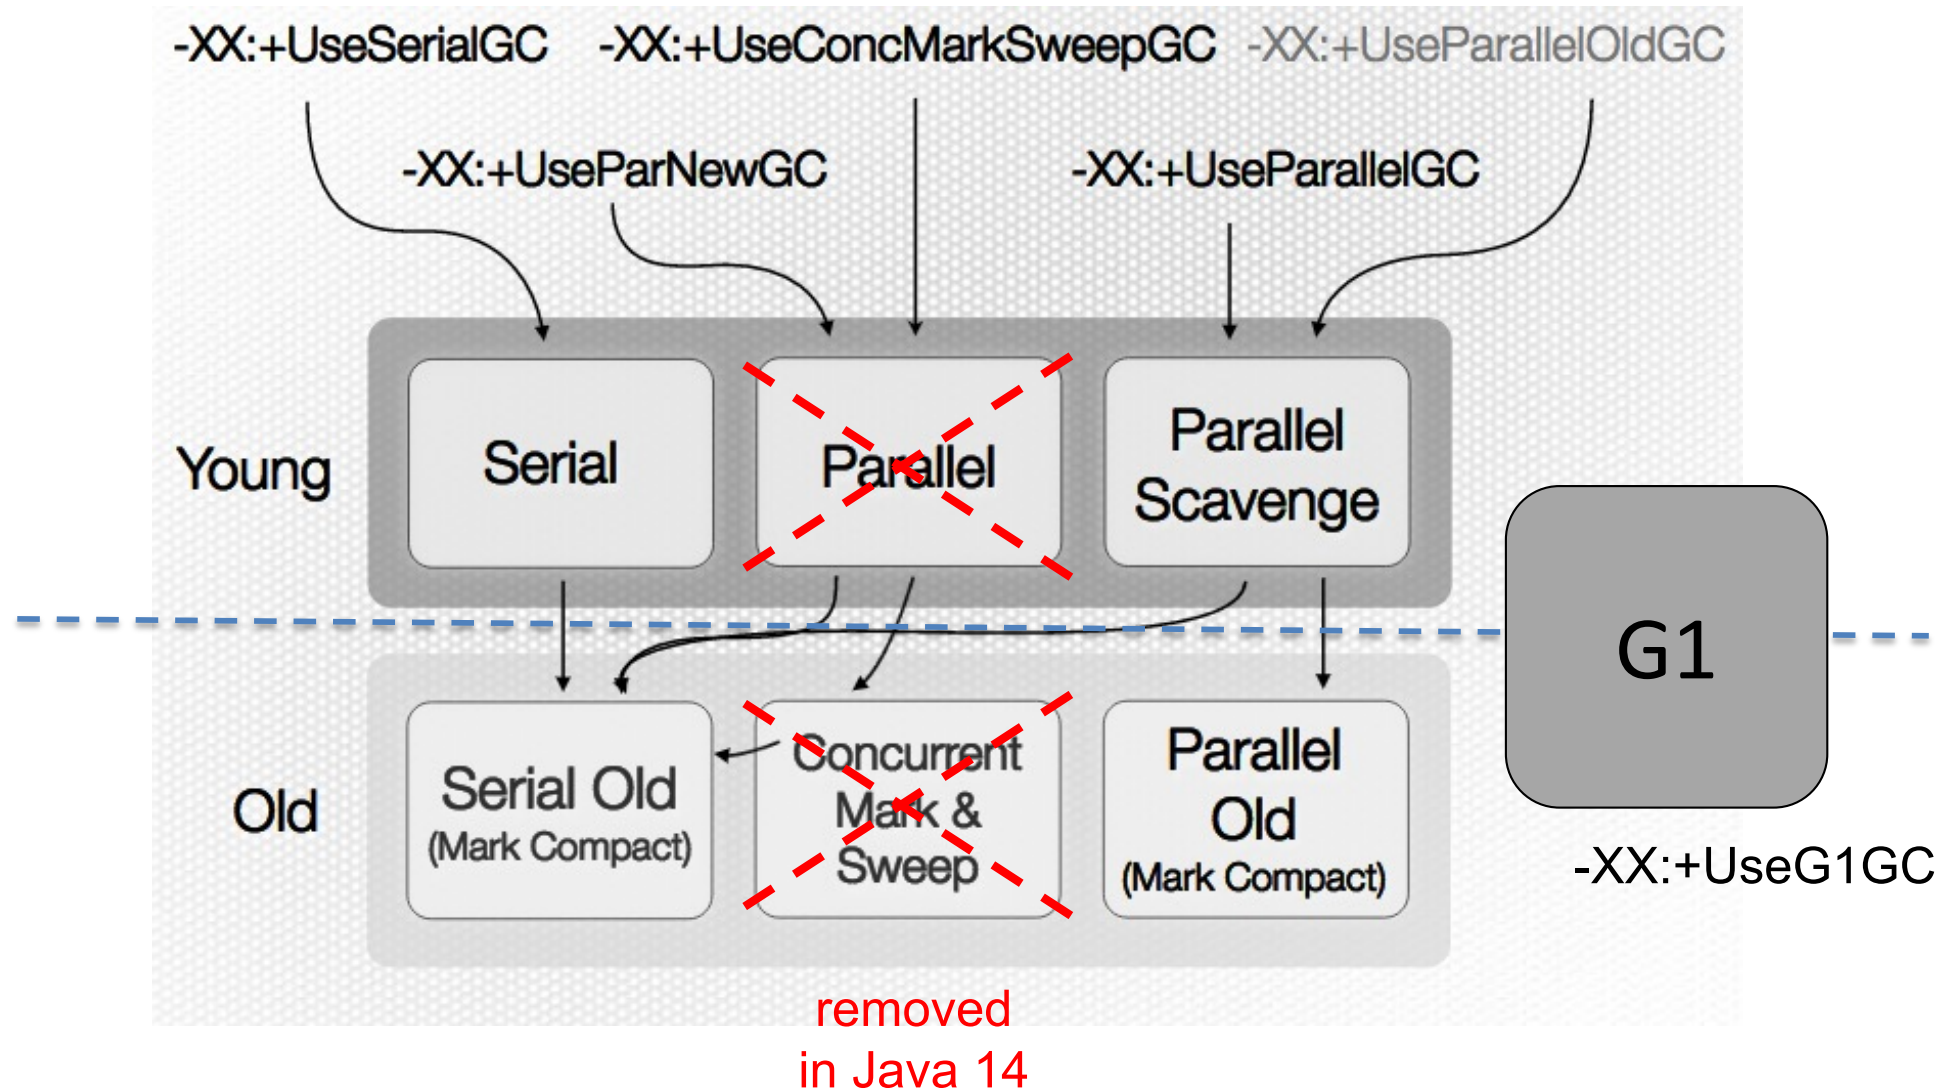 -XX:+UseSerialGC
-XX:+UseConcMarkSweepGC
-XX:+UseParallelOldGC
-XX:+UseParNewGC
-XX:+UseParallelGC
Young
Serial
Parallel
Parallel
Scavenge
G1
-XX:+UseG1GC
Old
Serial Old
(Mark Compact)
Concurrent
Mark &
Sweep
Parallel
Old
(Mark Compact)
removed
in Java 14